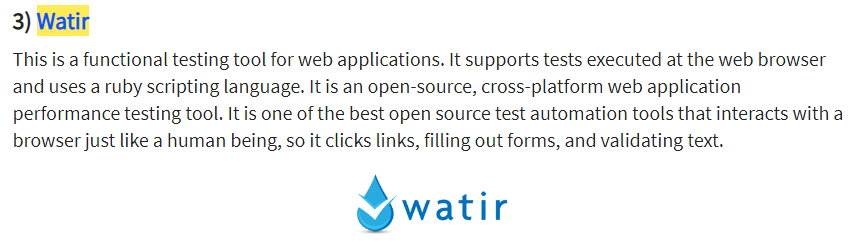 3) Watir
This is a functional testing tool for web applications. It supports tests executed at the web browser
and uses a ruby scripting language. It is an open-source, cross-platform web application
performance testing tool. It is one of the best open source test automation tools that interacts with a
browser just like a human being, so it clicks links, filling out forms, and validating text.
watir